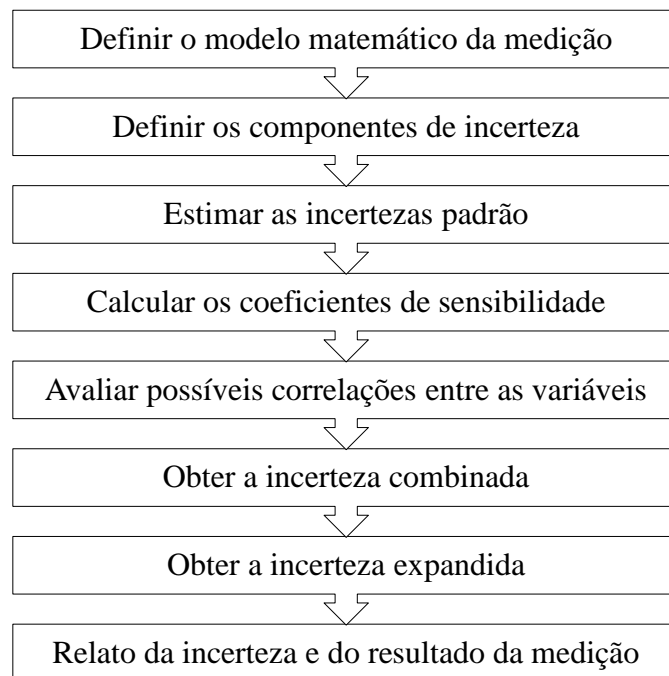 Definir o modelo matemático da medição
Definir os componentes de incerteza
Estimar as incertezas padrão
Calcular os coeficientes de sensibilidade
Avaliar possíveis correlações entre as variáveis
Obter a incerteza combinada
Obter a incerteza expandida
Relato da incerteza e do resultado da medição